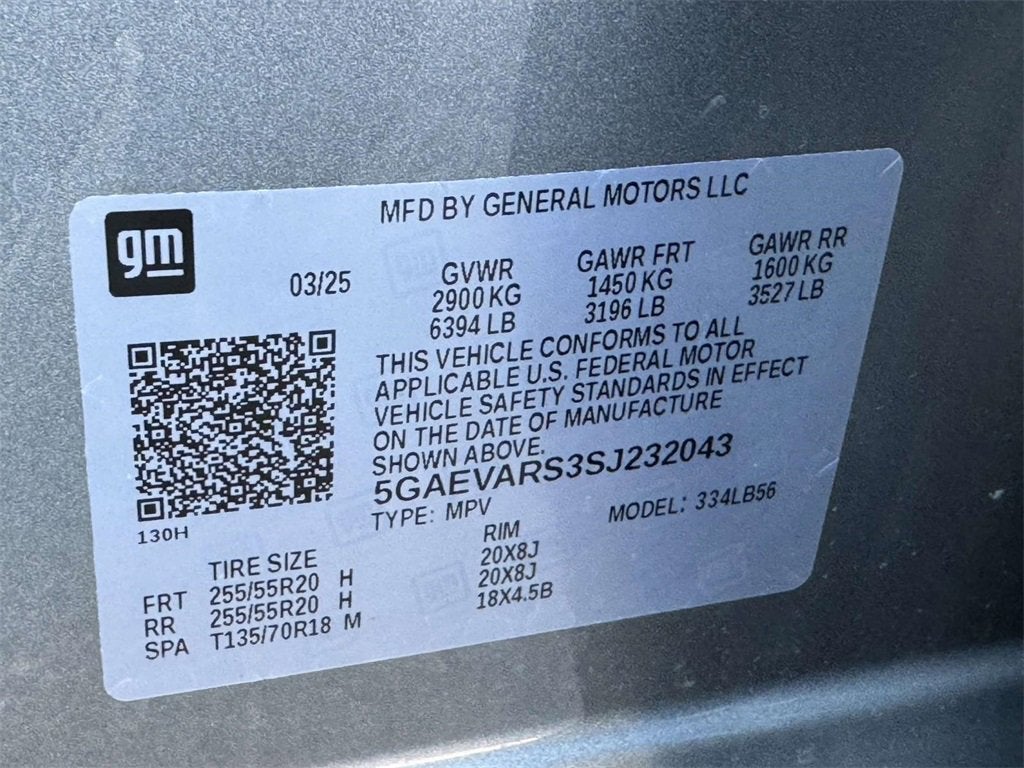 gm
MFD BY GENERAL MOTORS LLC
03/25
GVWR
2900 KG
6394 LB
GAWR FRT
1450 KG
3196 LB
GAWR RR
1600 KG
3527 LB
THIS VEHICLE CONFORMS TO ALL
APPLICABLE U.S. FEDERAL MOTOR
VEHICLE SAFETY STANDARDS IN EFFECT
ON THE DATE OF MANUFACTURE
SHOWN ABOVE.
5GAEVARS3SJ232043
TYPE: MPV MODEL: 334LB56
130H
TIRE SIZE RIM
FRT 255/55R20 H 20X8J
RR 255/55R20 H 20X8J
SPA T135/70R18 M 18X4.5B